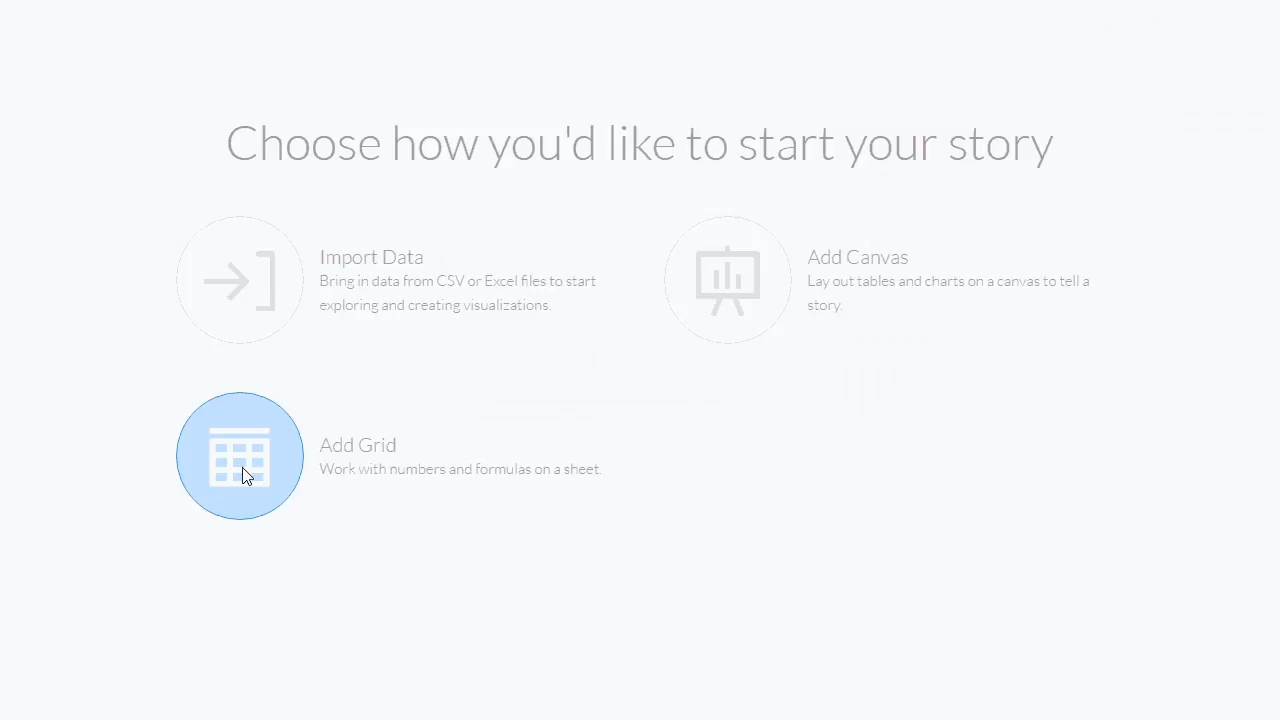 Choose how you'd like to start your story
Import Data
Bring in data from CSV or Excel files to start
exploring and creating visualizations.
Add Canvas
Lay out tables and charts on a canvas to tell a
story.
Add Grid
Work with numbers and formulas on a sheet.